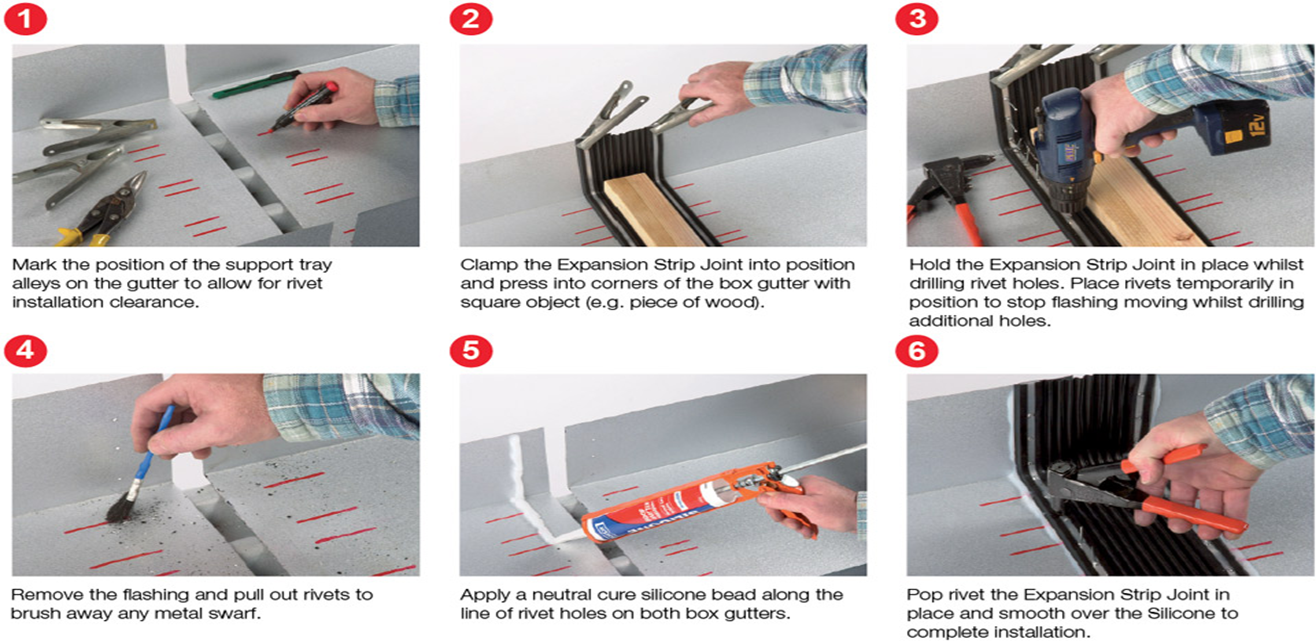 1
2
3
12V
Mark the position of the support tray
alleys on the gutter to allow for rivet
installation clearance.
Clamp the Expansion Strip Joint into position
and press into corners of the box gutter with
square object (e.g. piece of wood).
Hold the Expansion Strip Joint in place whilst
drilling rivet holes. Place rivets temporarily in
position to stop flashing moving whilst drilling
additional holes.
4
5
6
Remove the flashing and pull out rivets to
brush away any metal swarf.
Apply a neutral cure silicone bead along the
line of rivet holes on both box gutters.
Pop rivet the Expansion Strip Joint in
place and smooth over the Silicone to
complete installation.